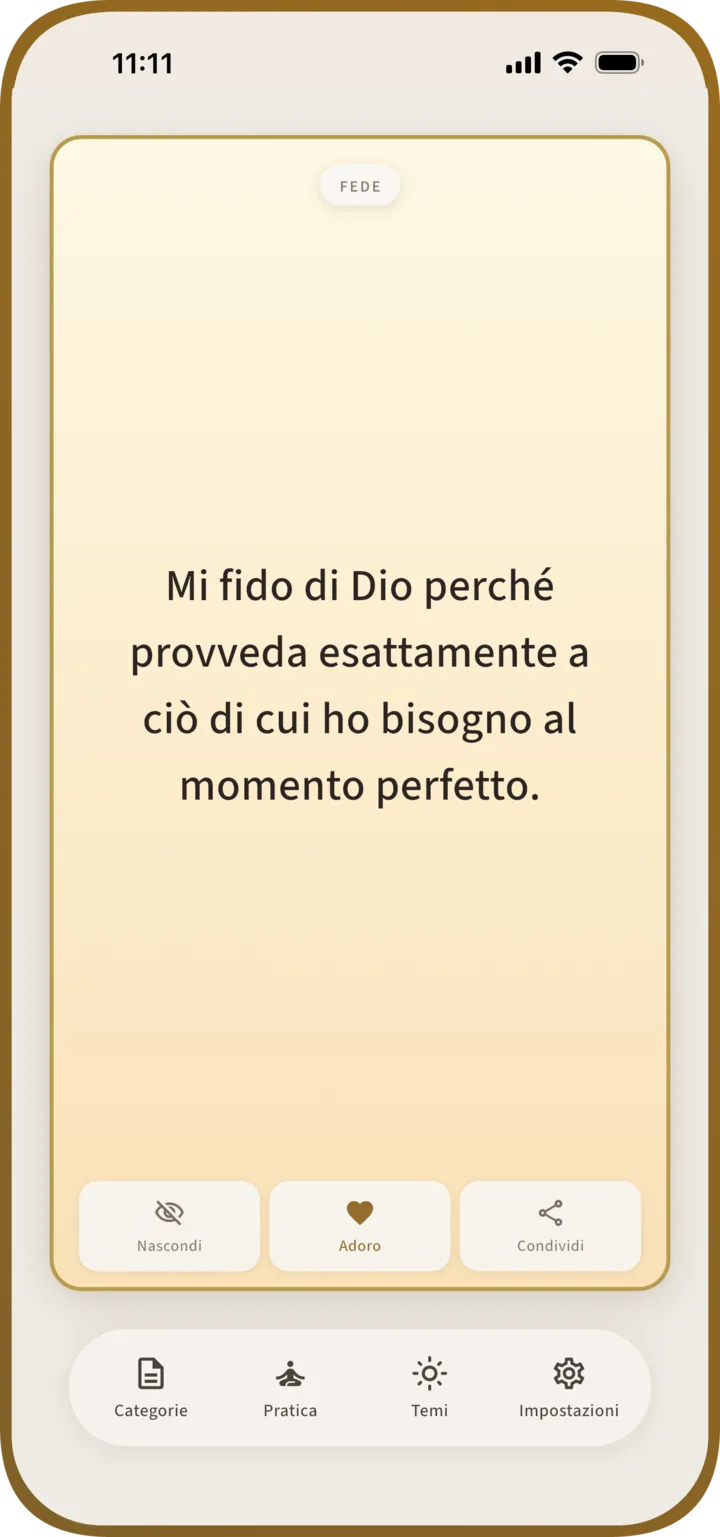 11:11
FEDE
Mi fido di Dio perché
provveda esattamente a
ciò di cui ho bisogno al
momento perfetto.
Nascondi
Adoro
Condividi
Categorie
Pratica
Temi
Impostazioni